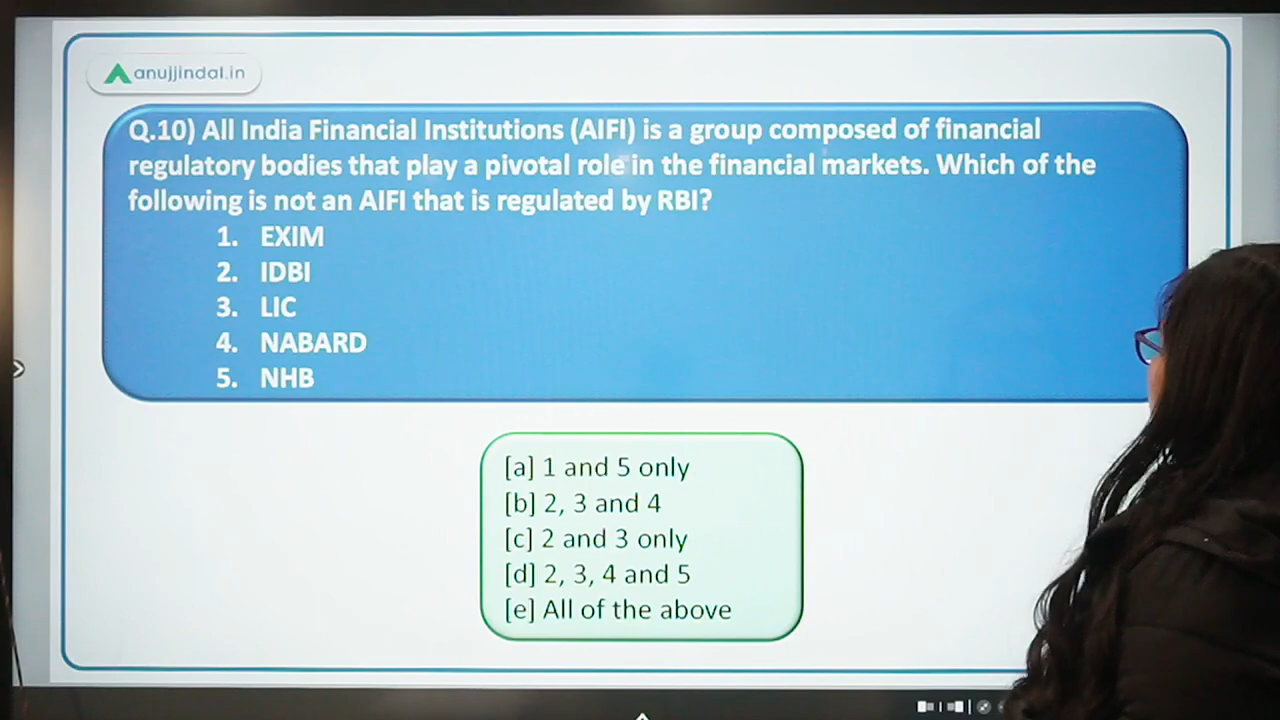 anujjindal.in
Q.10) All India Financial Institutions (AIFI) is a group composed of financial
regulatory bodies that play a pivotal role in the financial markets. Which of the
following is not an AIFI that is regulated by RBI?
1. EXIM
2. IDBI
3. LIC
4. NABARD
5. NHB
[a] 1 and 5 only
[b] 2, 3 and 4
[c] 2 and 3 only
[d] 2, 3, 4 and 5
[e] All of the above